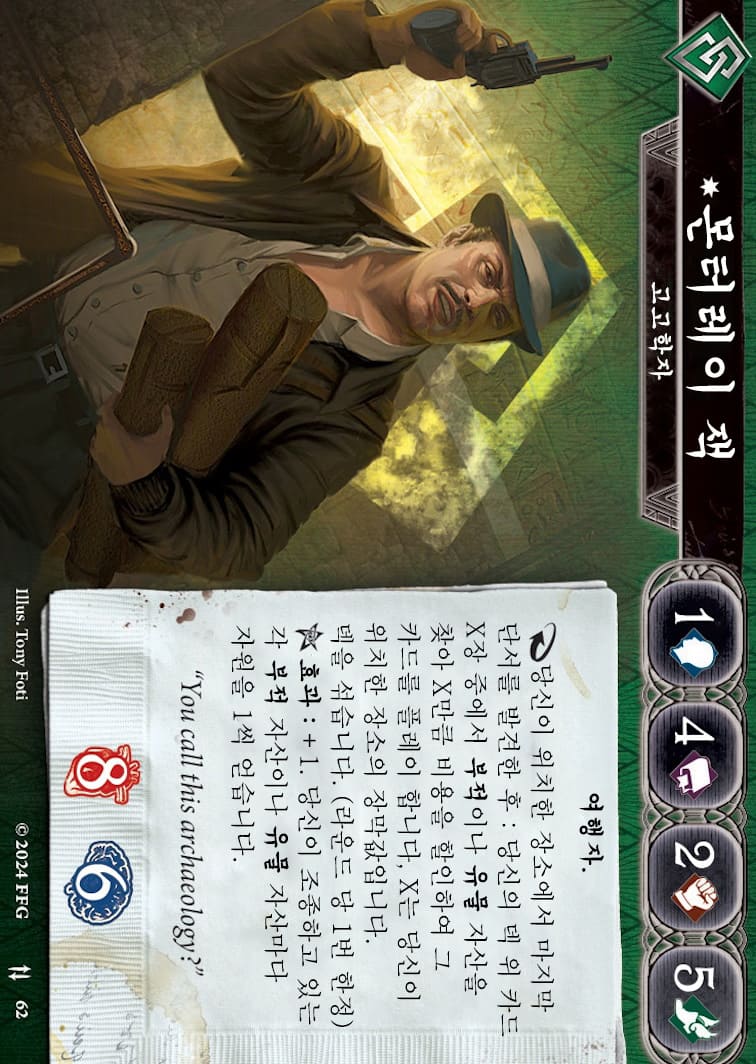 ✷몬터레이 잭
고고학자
1 4 2 5
여행자.
당신이 위치한 장소에서 마지막
단서를 발견한 후 : 당신의 덱 위 카드
X장 중에서 부적이나 유물 자산을
찾아 X만큼 비용을 할인하여 그
카드를 플레이 합니다, X는 당신이
위치한 장소의 장막값입니다.
덱을 섞습니다. (라운드 당 1번 한정)
효과 : + 1. 당신이 조종하고 있는
각 부적 자산이나 유물 자산마다
자원을 1씩 얻습니다.
“You call this archaeology?”
8 6
Illus. Tony Foti
© 2024 FFG
62